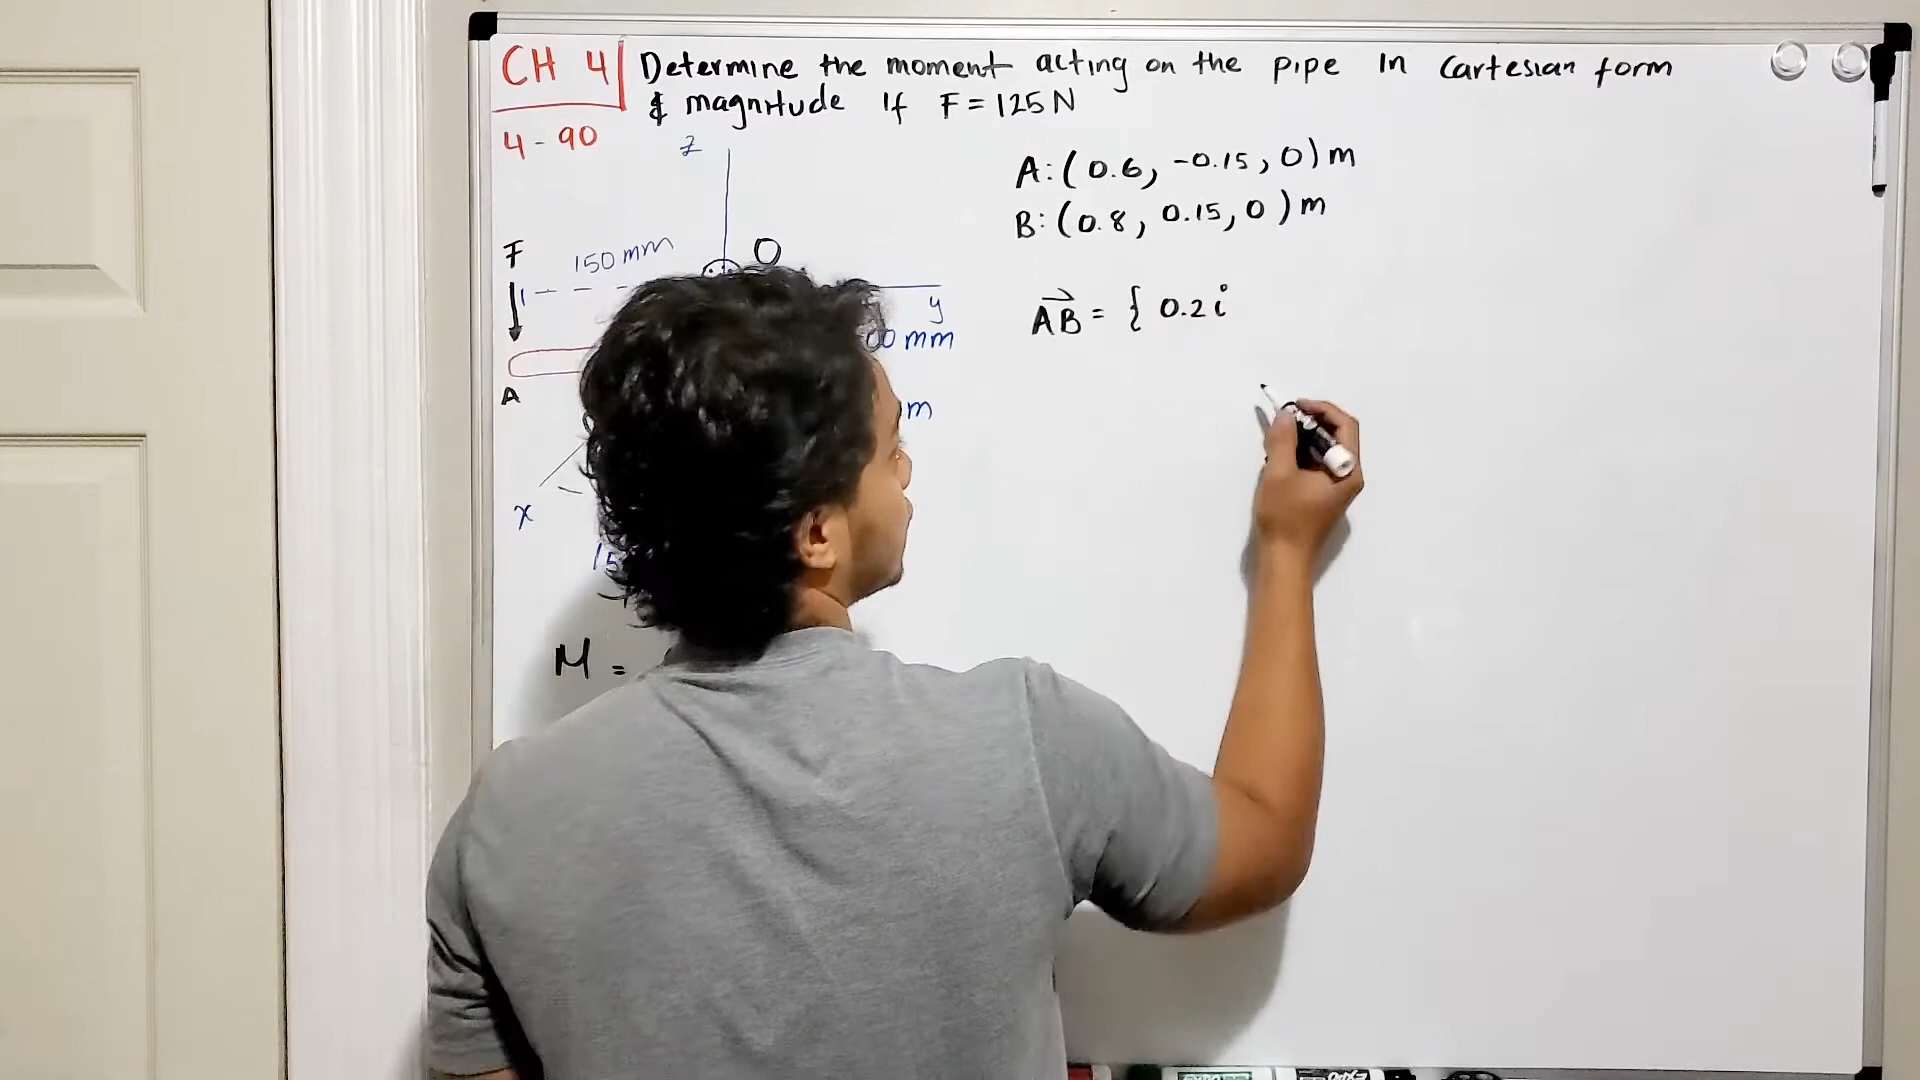 CH 4
Determine the moment acting on the pipe in Cartesian form
& magnitude if F = 125 N
4 - 90
z
A: ( 0.6, -0.15, 0 ) m
B: ( 0.8, 0.15, 0 ) m
F
150 mm
O
y
AB = { 0.2 i
00 mm
A
m
x
15
M =
EXPO